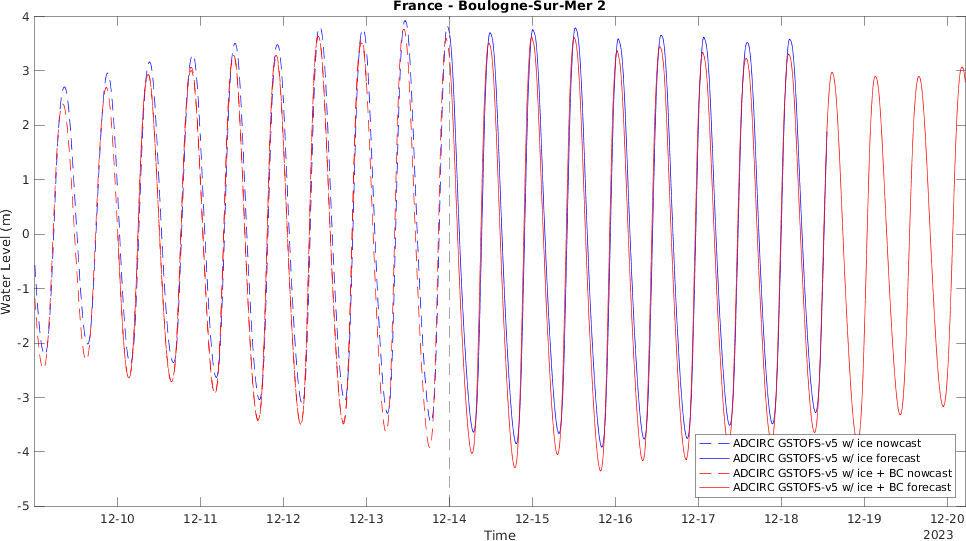 France - Boulogne-Sur-Mer 2
4
3
2
1
0
-1
-2
-3
-4
-5
Water Level (m)
12-10 12-11 12-12 12-13 12-14 12-15 12-16 12-17 12-18 12-19 12-20
Time
2023
ADCIRC GSTOFS-v5 w/ ice nowcast
ADCIRC GSTOFS-v5 w/ ice forecast
ADCIRC GSTOFS-v5 w/ ice + BC nowcast
ADCIRC GSTOFS-v5 w/ ice + BC forecast